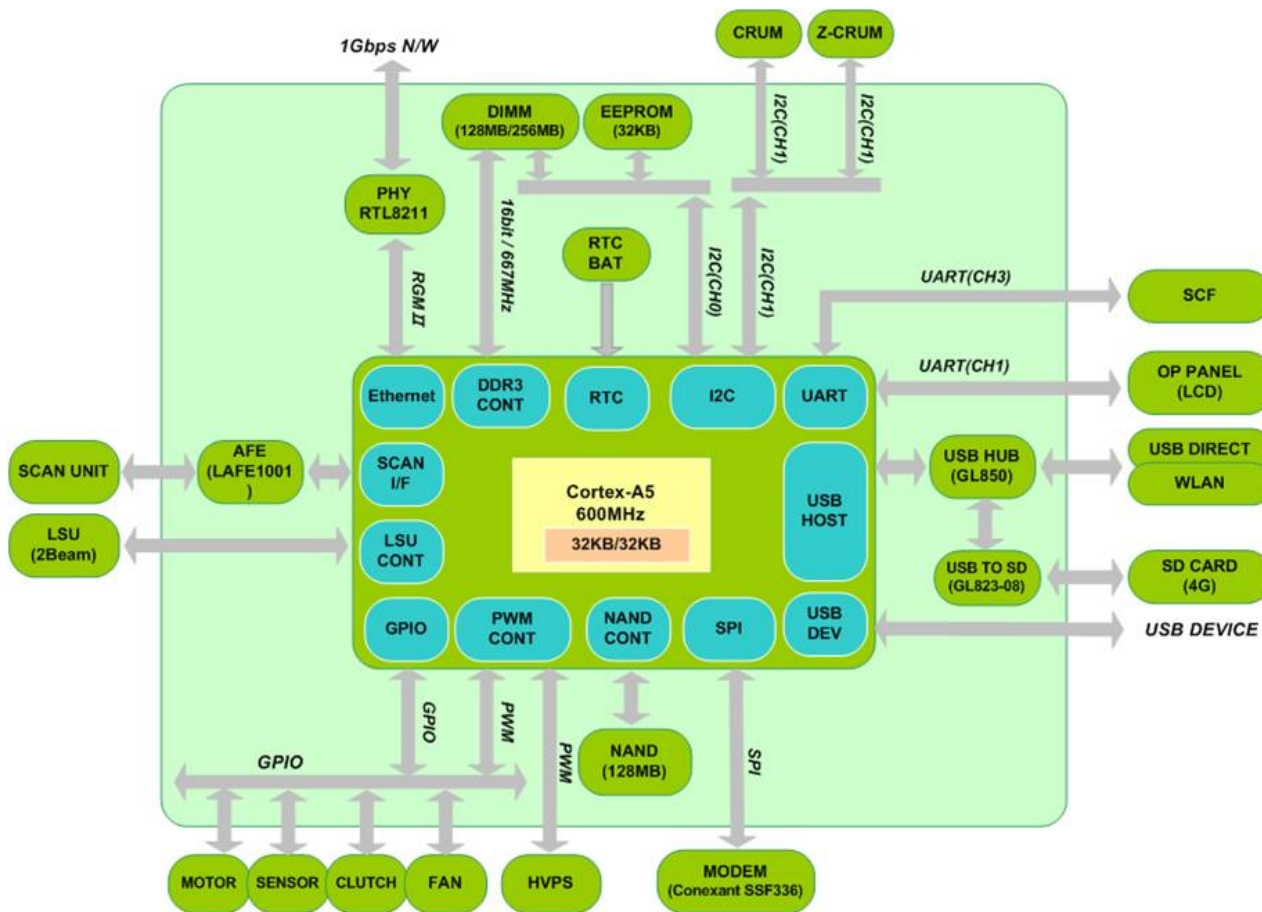 CRUM
Z-CRUM
1Gbps N/W
I2C(CH1)
I2C(CH1)
DIMM
(128MB/256MB)
EEPROM
(32KB)
PHY
RTL8211
16bit / 667MHz
RTC
BAT
RGMⅡ
I2C(CH0)
I2C(CH1)
UART(CH3)
SCF
UART(CH1)
OP PANEL
(LCD)
Ethernet
DDR3
CONT
RTC
I2C
UART
SCAN UNIT
AFE
(LAFE1001
)
SCAN
I/F
Cortex-A5
600MHz
32KB/32KB
USB
HOST
USB HUB
(GL850)
USB DIRECT
WLAN
LSU
(2Beam)
LSU
CONT
USB TO SD
(GL823-08)
SD CARD
(4G)
GPIO
PWM
CONT
NAND
CONT
SPI
USB
DEV
USB DEVICE
GPIO
PWM
PWM
SPI
GPIO
NAND
(128MB)
MOTOR
SENSOR
CLUTCH
FAN
HVPS
MODEM
(Conexant SSF336)